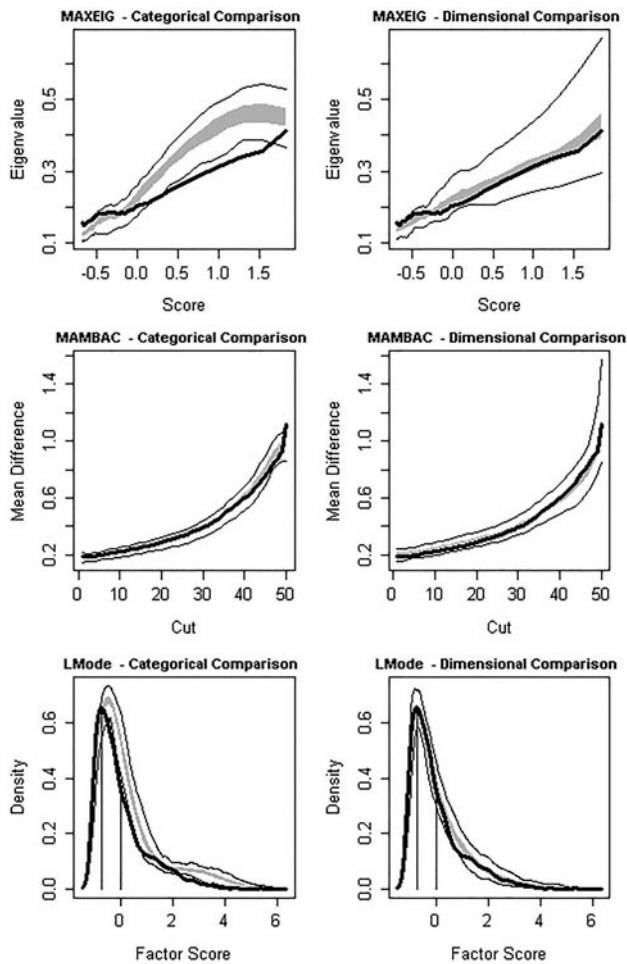 MAXEIG - Categorical Comparison
Eigenvalue
0.5
0.3
0.1
-0.5 0.0 0.5 1.0 1.5
Score
MAXEIG - Dimensional Comparison
Eigenvalue
0.5
0.3
0.1
-0.5 0.0 0.5 1.0 1.5
Score
MAMBAC - Categorical Comparison
Mean Difference
1.4
1.0
0.6
0.2
0 10 20 30 40 50
Cut
MAMBAC - Dimensional Comparison
Mean Difference
1.4
1.0
0.6
0.2
0 10 20 30 40 50
Cut
LMode - Categorical Comparison
Density
0.6
0.4
0.2
0.0
0 2 4 6
Factor Score
LMode - Dimensional Comparison
Density
0.6
0.4
0.2
0.0
0 2 4 6
Factor Score